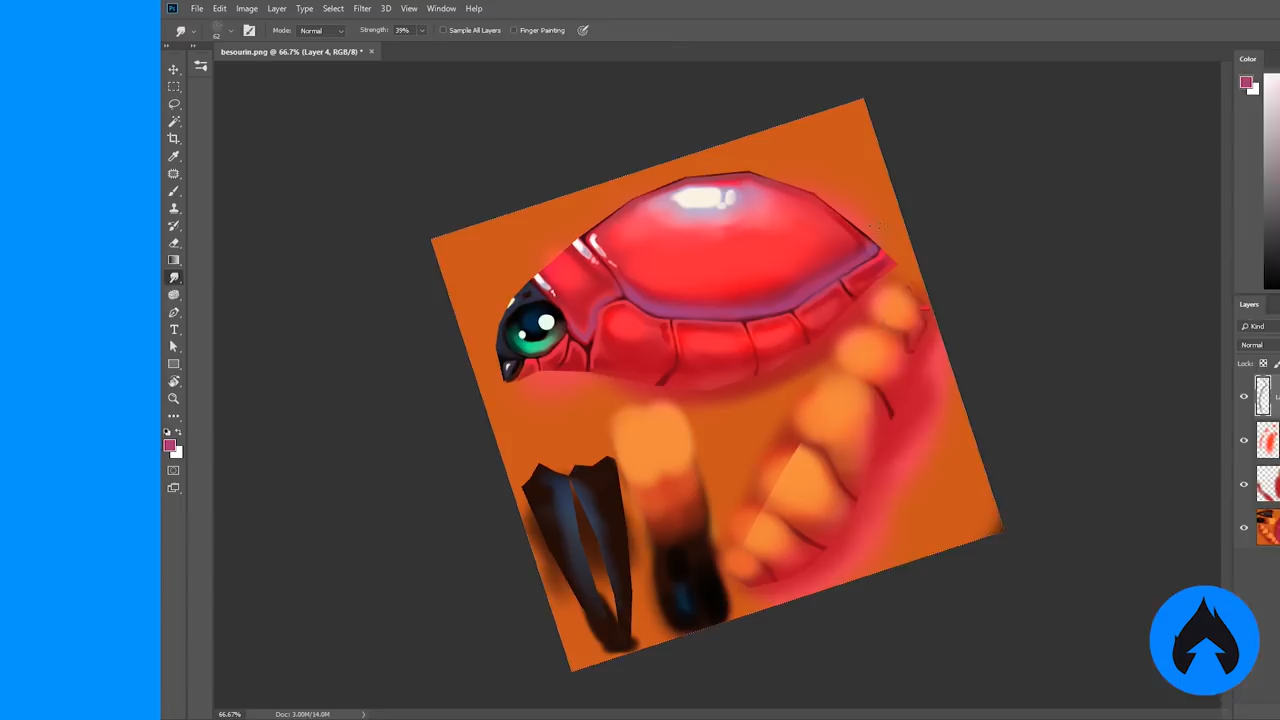 Ps File Edit Image Layer Type Select Filter 3D View Window Help
62 Mode: Normal Strength: 39% Sample All Layers Finger Painting
besourin.png @ 66.7% (Layer 4, RGB/8) * ×
Color
Layers
Kind
Normal
Lock:
66.67% Doc: 3.00M/14.0M